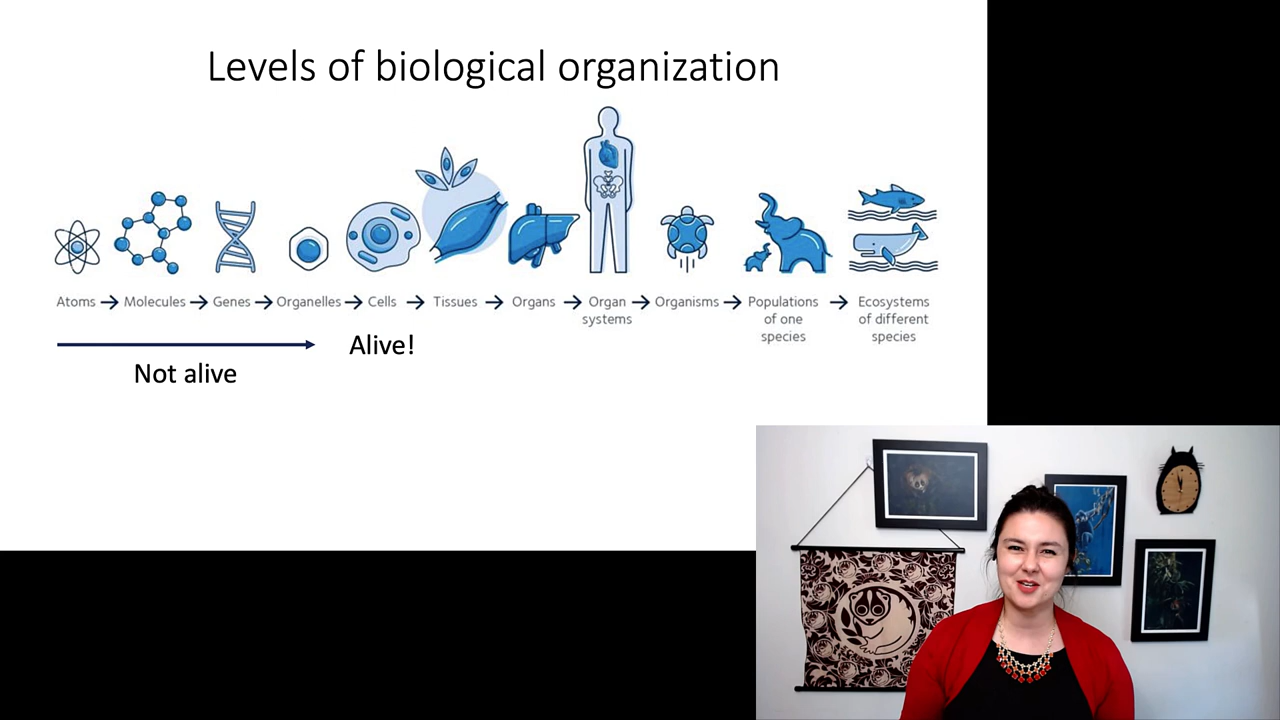 Levels of biological organization
Atoms → Molecules → Genes → Organelles → Cells → Tissues → Organs → Organ systems → Organisms → Populations of one species → Ecosystems of different species
Not alive
Alive!